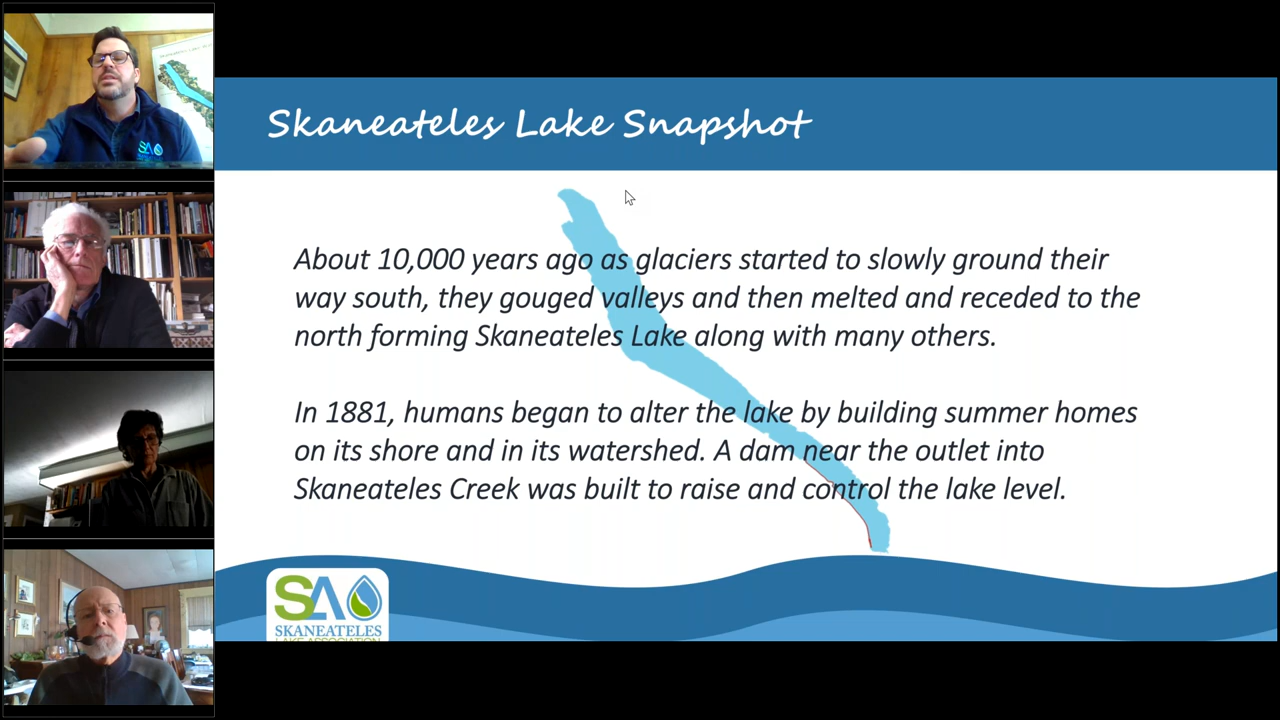 Skaneateles Lake Snapshot
About 10,000 years ago as glaciers started to slowly ground their
way south, they gouged valleys and then melted and receded to the
north forming Skaneateles Lake along with many others.
In 1881, humans began to alter the lake by building summer homes
on its shore and in its watershed. A dam near the outlet into
Skaneateles Creek was built to raise and control the lake level.
SA
SKANEATELES
LAKE ASSOCIATION